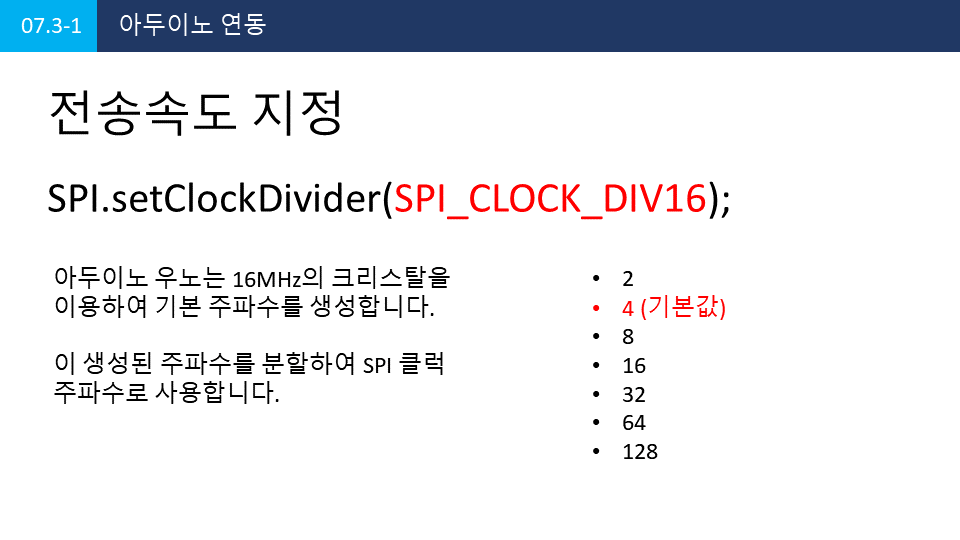 07.3-1 아두이노 연동
전송속도 지정
SPI.setClockDivider(SPI_CLOCK_DIV16);
아두이노 우노는 16MHz의 크리스탈을
이용하여 기본 주파수를 생성합니다.
이 생성된 주파수를 분할하여 SPI 클럭
주파수로 사용합니다.
• 2
• 4 (기본값)
• 8
• 16
• 32
• 64
• 128